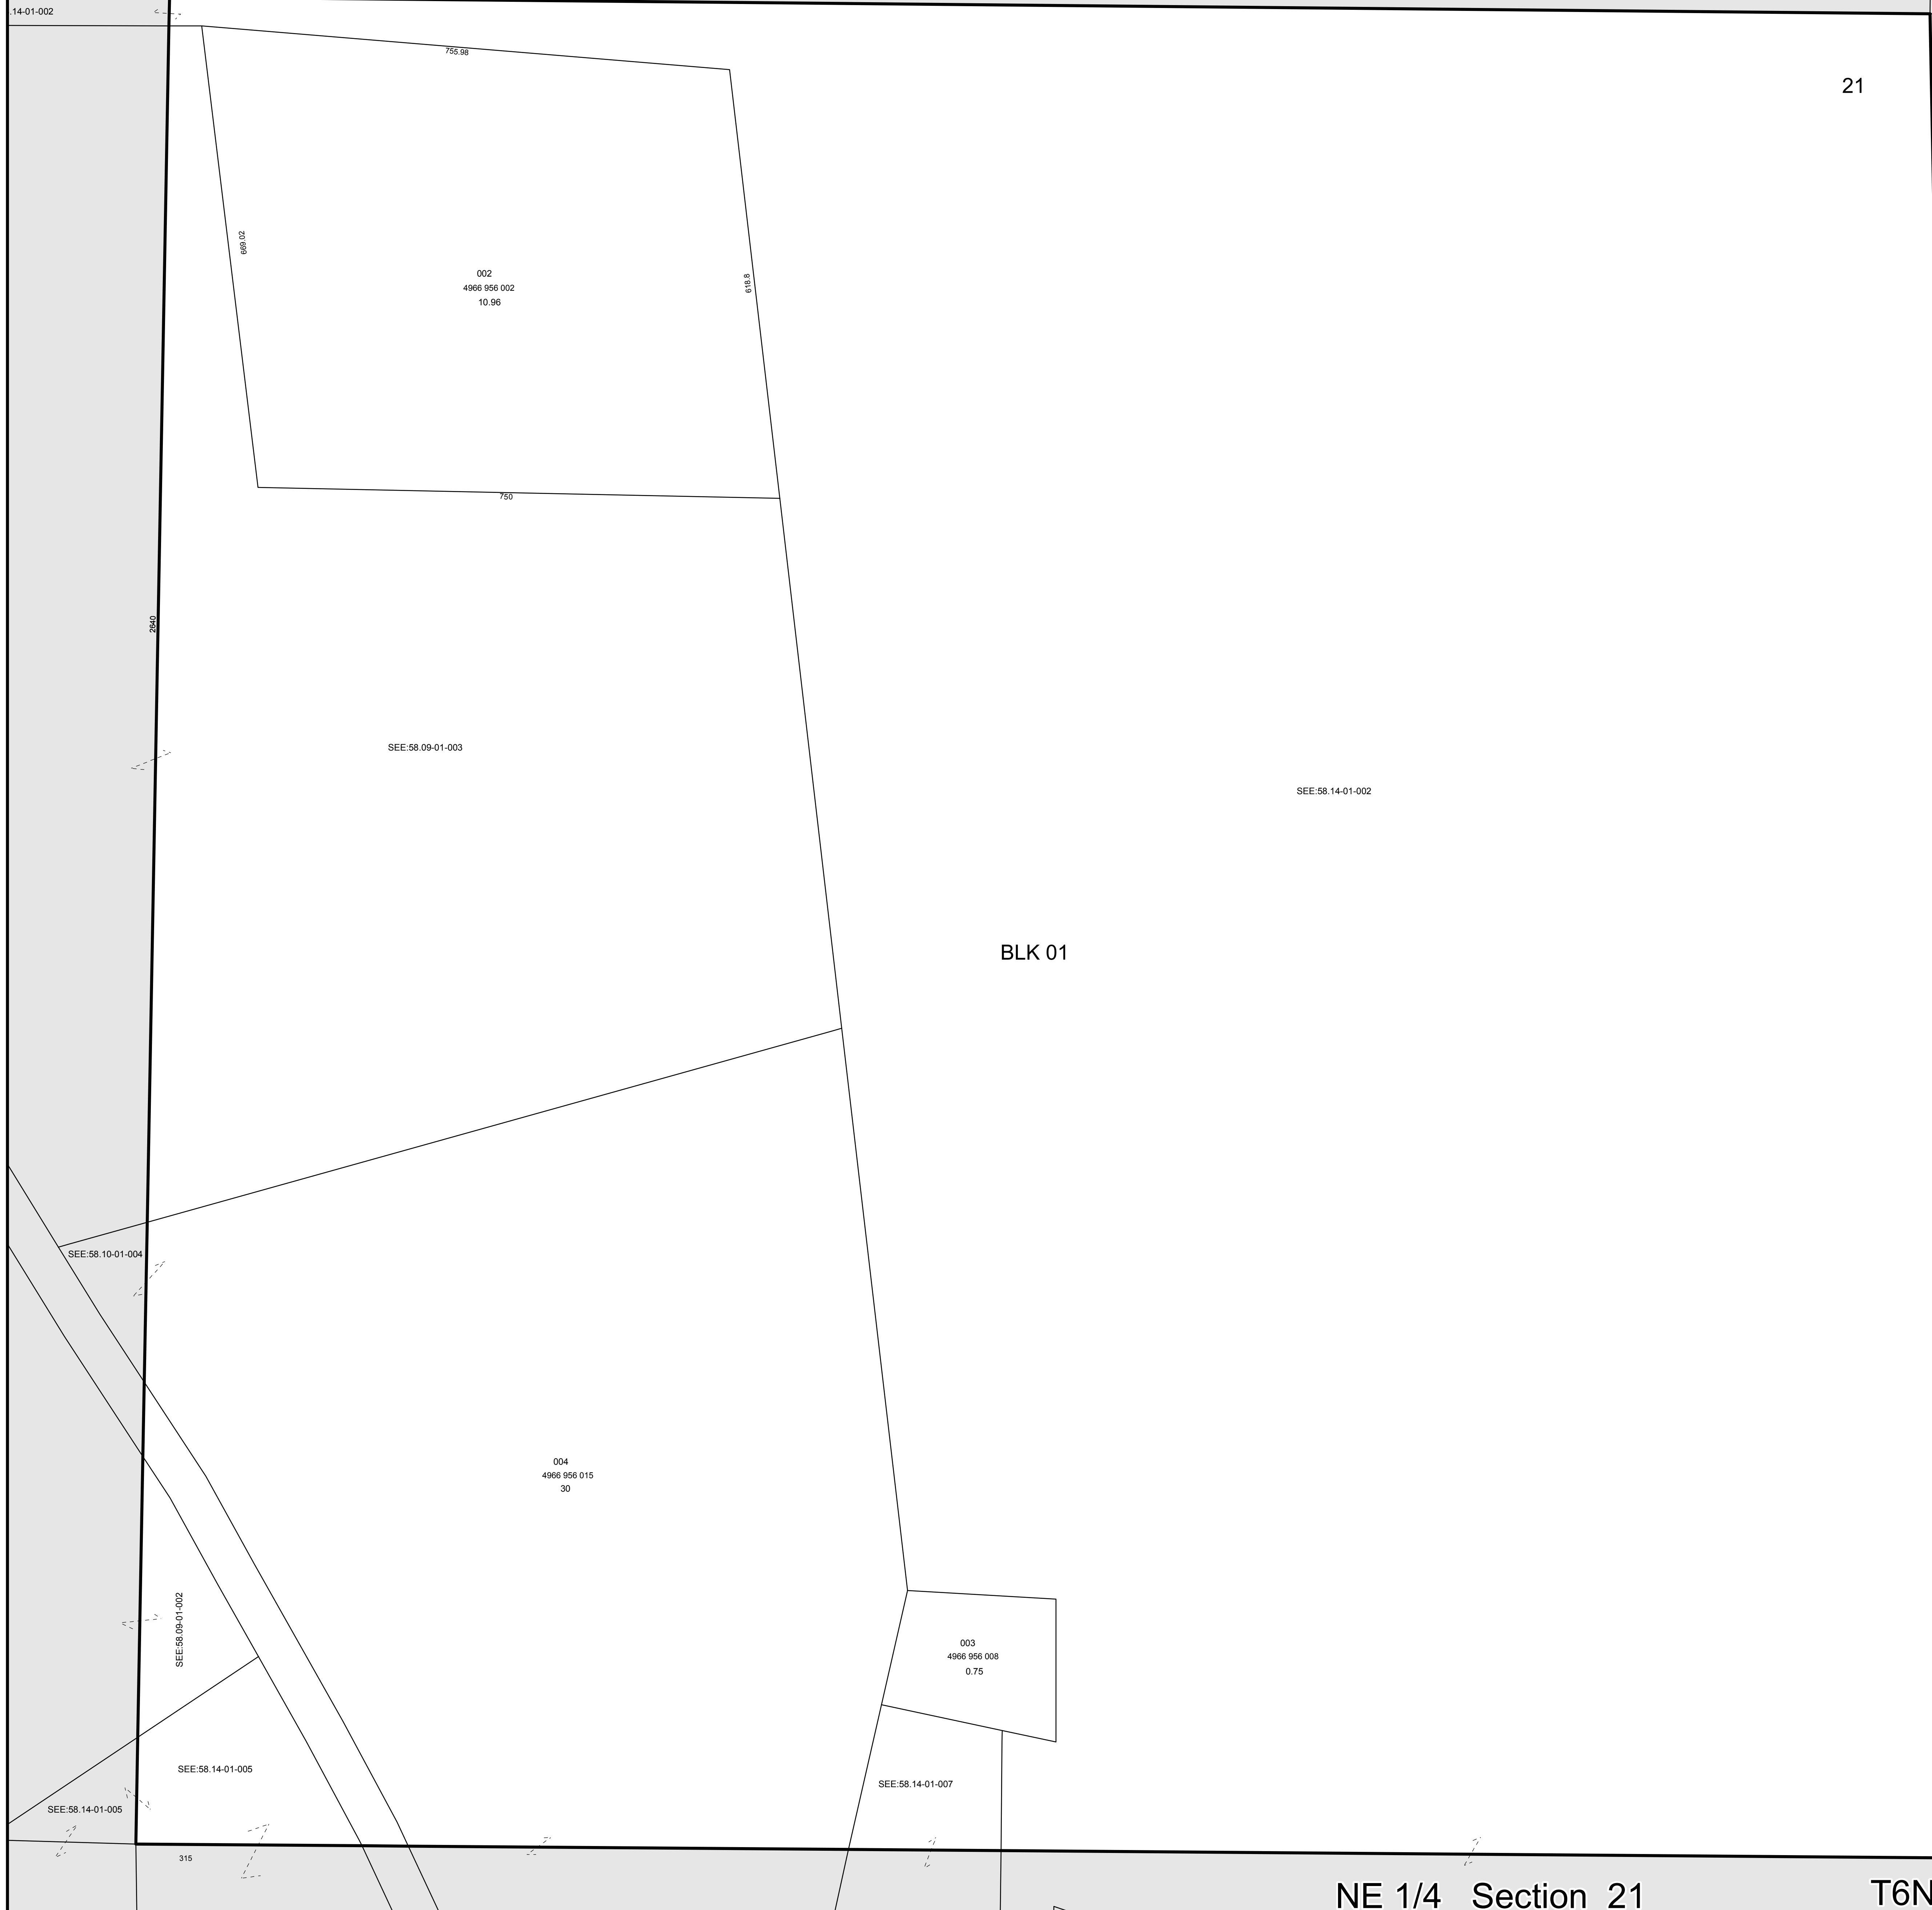 .14-01-002
755.98
21
669.02
618.8
002
4966 956 002
10.96
750
2640
SEE:58.09-01-003
SEE:58.14-01-002
BLK 01
SEE:58.10-01-004
004
4966 956 015
30
SEE:58.09-01-002
003
4966 956 008
0.75
SEE:58.14-01-005
SEE:58.14-01-007
SEE:58.14-01-005
315
NE 1/4 Section 21
T6N